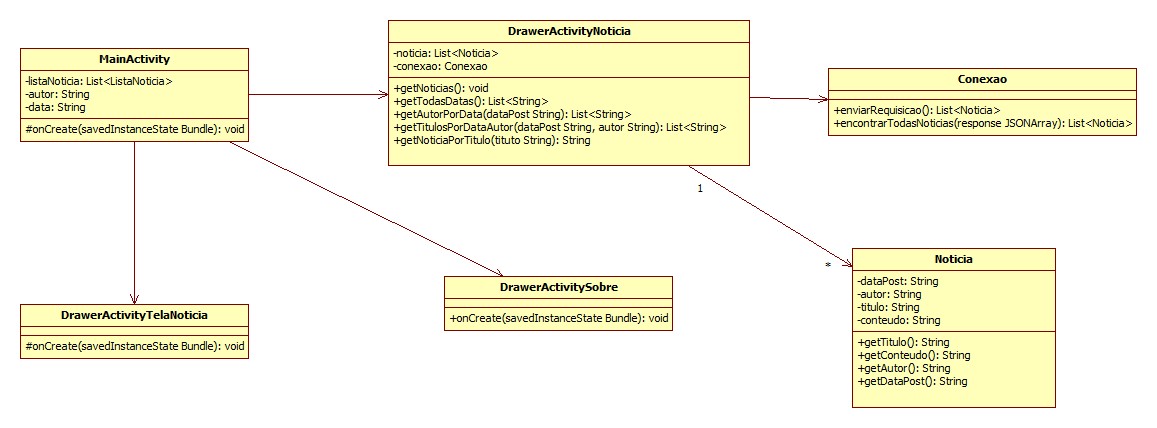 MainActivity
-listaNoticia: List<ListaNoticia>
-autor: String
-data: String
#onCreate(savedInstanceState Bundle): void
DrawerActivityNoticia
-noticia: List<Noticia>
-conexao: Conexao
+getNoticias(): void
+getTodasDatas(): List<String>
+getAutorPorData(dataPost String): List<String>
+getTitulosPorDataAutor(dataPost String, autor String): List<String>
+getNoticiaPorTitulo(tituto String): String
Conexao
+enviarRequisicao(): List<Noticia>
+encontrarTodasNoticias(response JSONArray): List<Noticia>
1
*
DrawerActivityTelaNoticia
#onCreate(savedInstanceState Bundle): void
DrawerActivitySobre
+onCreate(savedInstanceState Bundle): void
Noticia
-dataPost: String
-autor: String
-titulo: String
-conteudo: String
+getTitulo(): String
+getConteudo(): String
+getAutor(): String
+getDataPost(): String